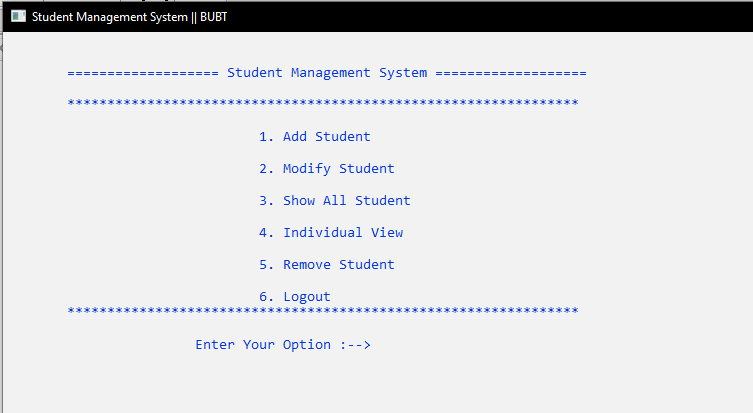 Student Management System || BUBT
=================== Student Management System ===================
****************************************************************
1. Add Student
2. Modify Student
3. Show All Student
4. Individual View
5. Remove Student
6. Logout
****************************************************************
Enter Your Option :-->